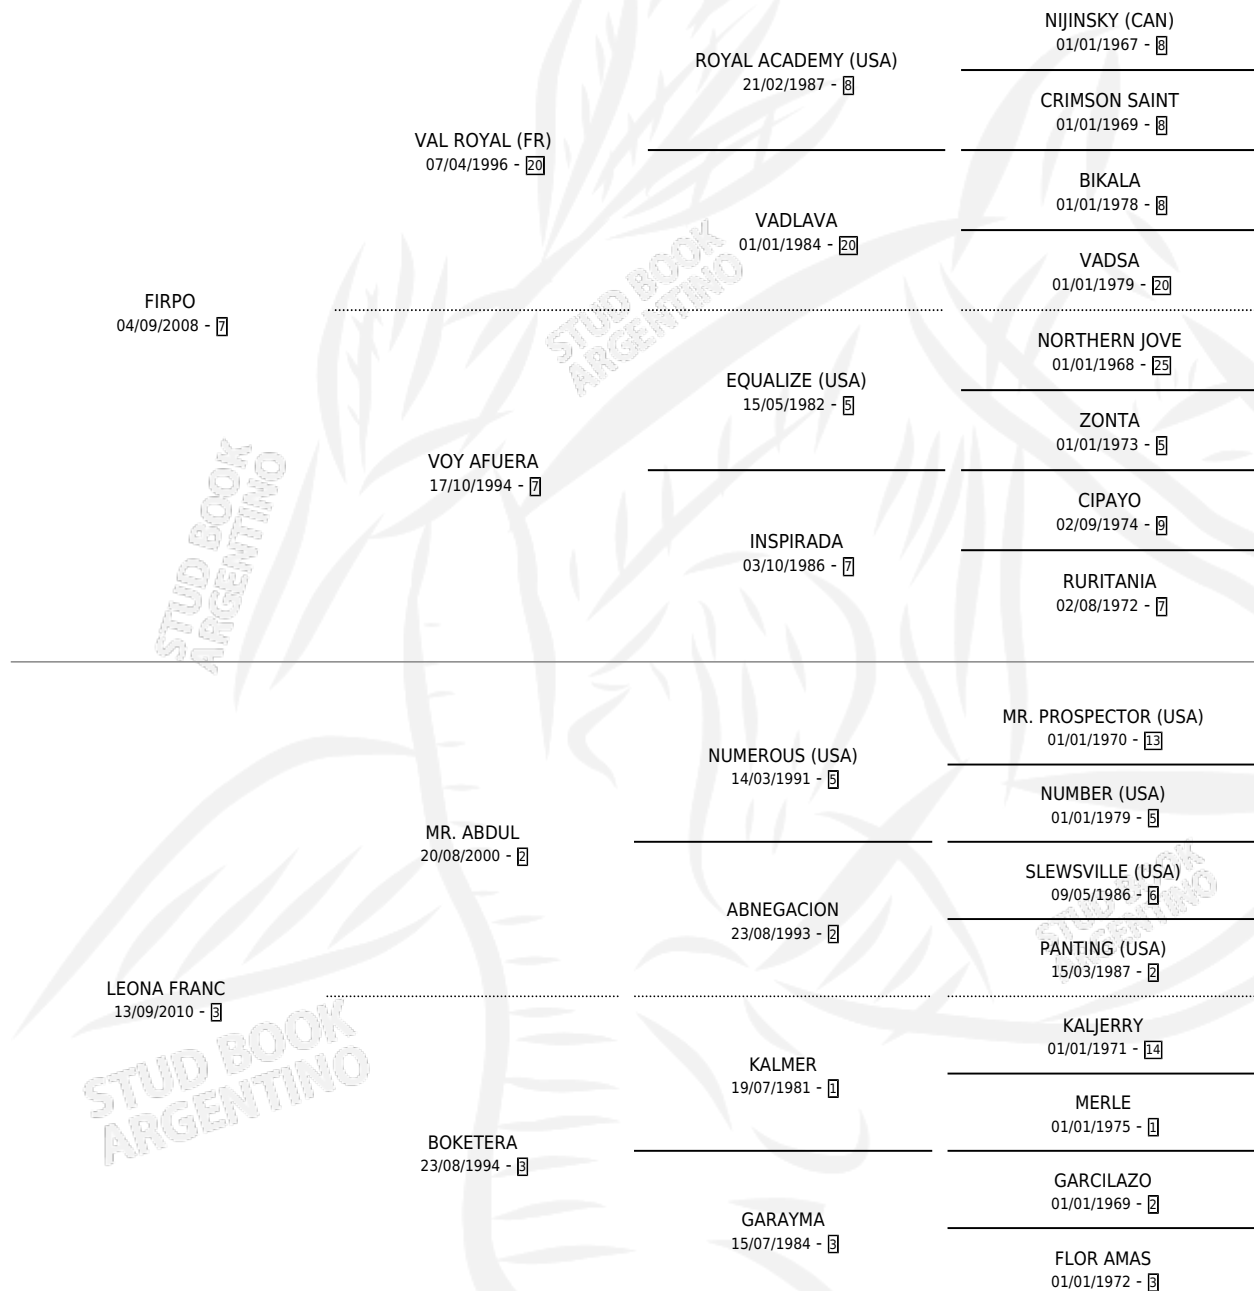 NIJINSKY (CAN)
01/01/1967 - 8
ROYAL ACADEMY (USA)
21/02/1987 - 8
CRIMSON SAINT
01/01/1969 - 8
VAL ROYAL (FR)
07/04/1996 - 20
BIKALA
01/01/1978 - 8
VADLAVA
01/01/1984 - 20
VADSA
01/01/1979 - 20
FIRPO
04/09/2008 - 7
NORTHERN JOVE
01/01/1968 - 25
EQUALIZE (USA)
15/05/1982 - 5
ZONTA
01/01/1973 - 5
VOY AFUERA
17/10/1994 - 7
CIPAYO
02/09/1974 - 9
INSPIRADA
03/10/1986 - 7
RURITANIA
02/08/1972 - 7
STUD BOOK
ARGENTINO
STUD BOOK
ARGENTINO
MR. PROSPECTOR (USA)
01/01/1970 - 13
NUMEROUS (USA)
14/03/1991 - 5
NUMBER (USA)
01/01/1979 - 5
MR. ABDUL
20/08/2000 - 2
SLEWSVILLE (USA)
09/05/1986 - 6
ABNEGACION
23/08/1993 - 2
PANTING (USA)
15/03/1987 - 2
LEONA FRANC
13/09/2010 - 3
KALJERRY
01/01/1971 - 14
KALMER
19/07/1981 - 1
MERLE
01/01/1975 - 1
BOKETERA
23/08/1994 - 3
GARCILAZO
01/01/1969 - 2
GARAYMA
15/07/1984 - 3
FLOR AMAS
01/01/1972 - 3
STUD BOOK
ARGENTINO
STUD BOOK
ARGENTINO